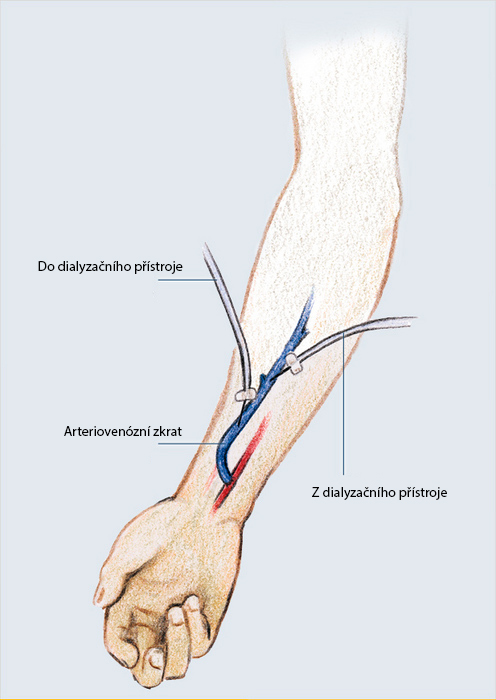 Do dialyzačního přístroje
Arteriovenózní zkrat
Z dialyzačního přístroje